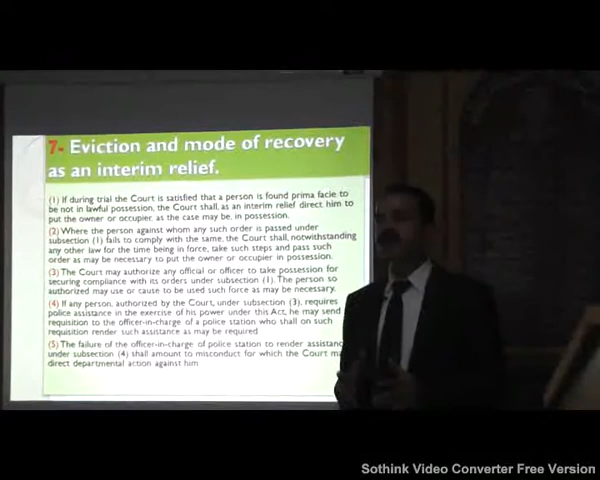 7- Eviction and mode of recovery
as an interim relief.
(1) If during trial the Court is satisfied that a person is found prima facie to
be not in lawful possession, the Court shall, as an interim relief direct him to
put the owner or occupier, as the case may be, in possession.
(2) Where the person against whom any such order is passed under
subsection (1) fails to comply with the same, the Court shall, notwithstanding
any other law for the time being in force, take such steps and pass such
order as may be necessary to put the owner or occupier in possession.
(3) The Court may authorize any official or officer to take possession for
securing compliance with its orders under subsection (1). The person so
authorized may use or cause to be used such force as may be necessary.
(4) If any person, authorized by the Court, under subsection (3), requires
police assistance in the exercise of his power under this Act, he may send
requisition to the officer-in-charge of a police station who shall on such
requisition render such assistance as may be required
(5) The failure of the officer-in-charge of police station to render assistanc
under subsection (4) shall amount to misconduct for which the Court ma
direct departmental action against him
Sothink Video Converter Free Version